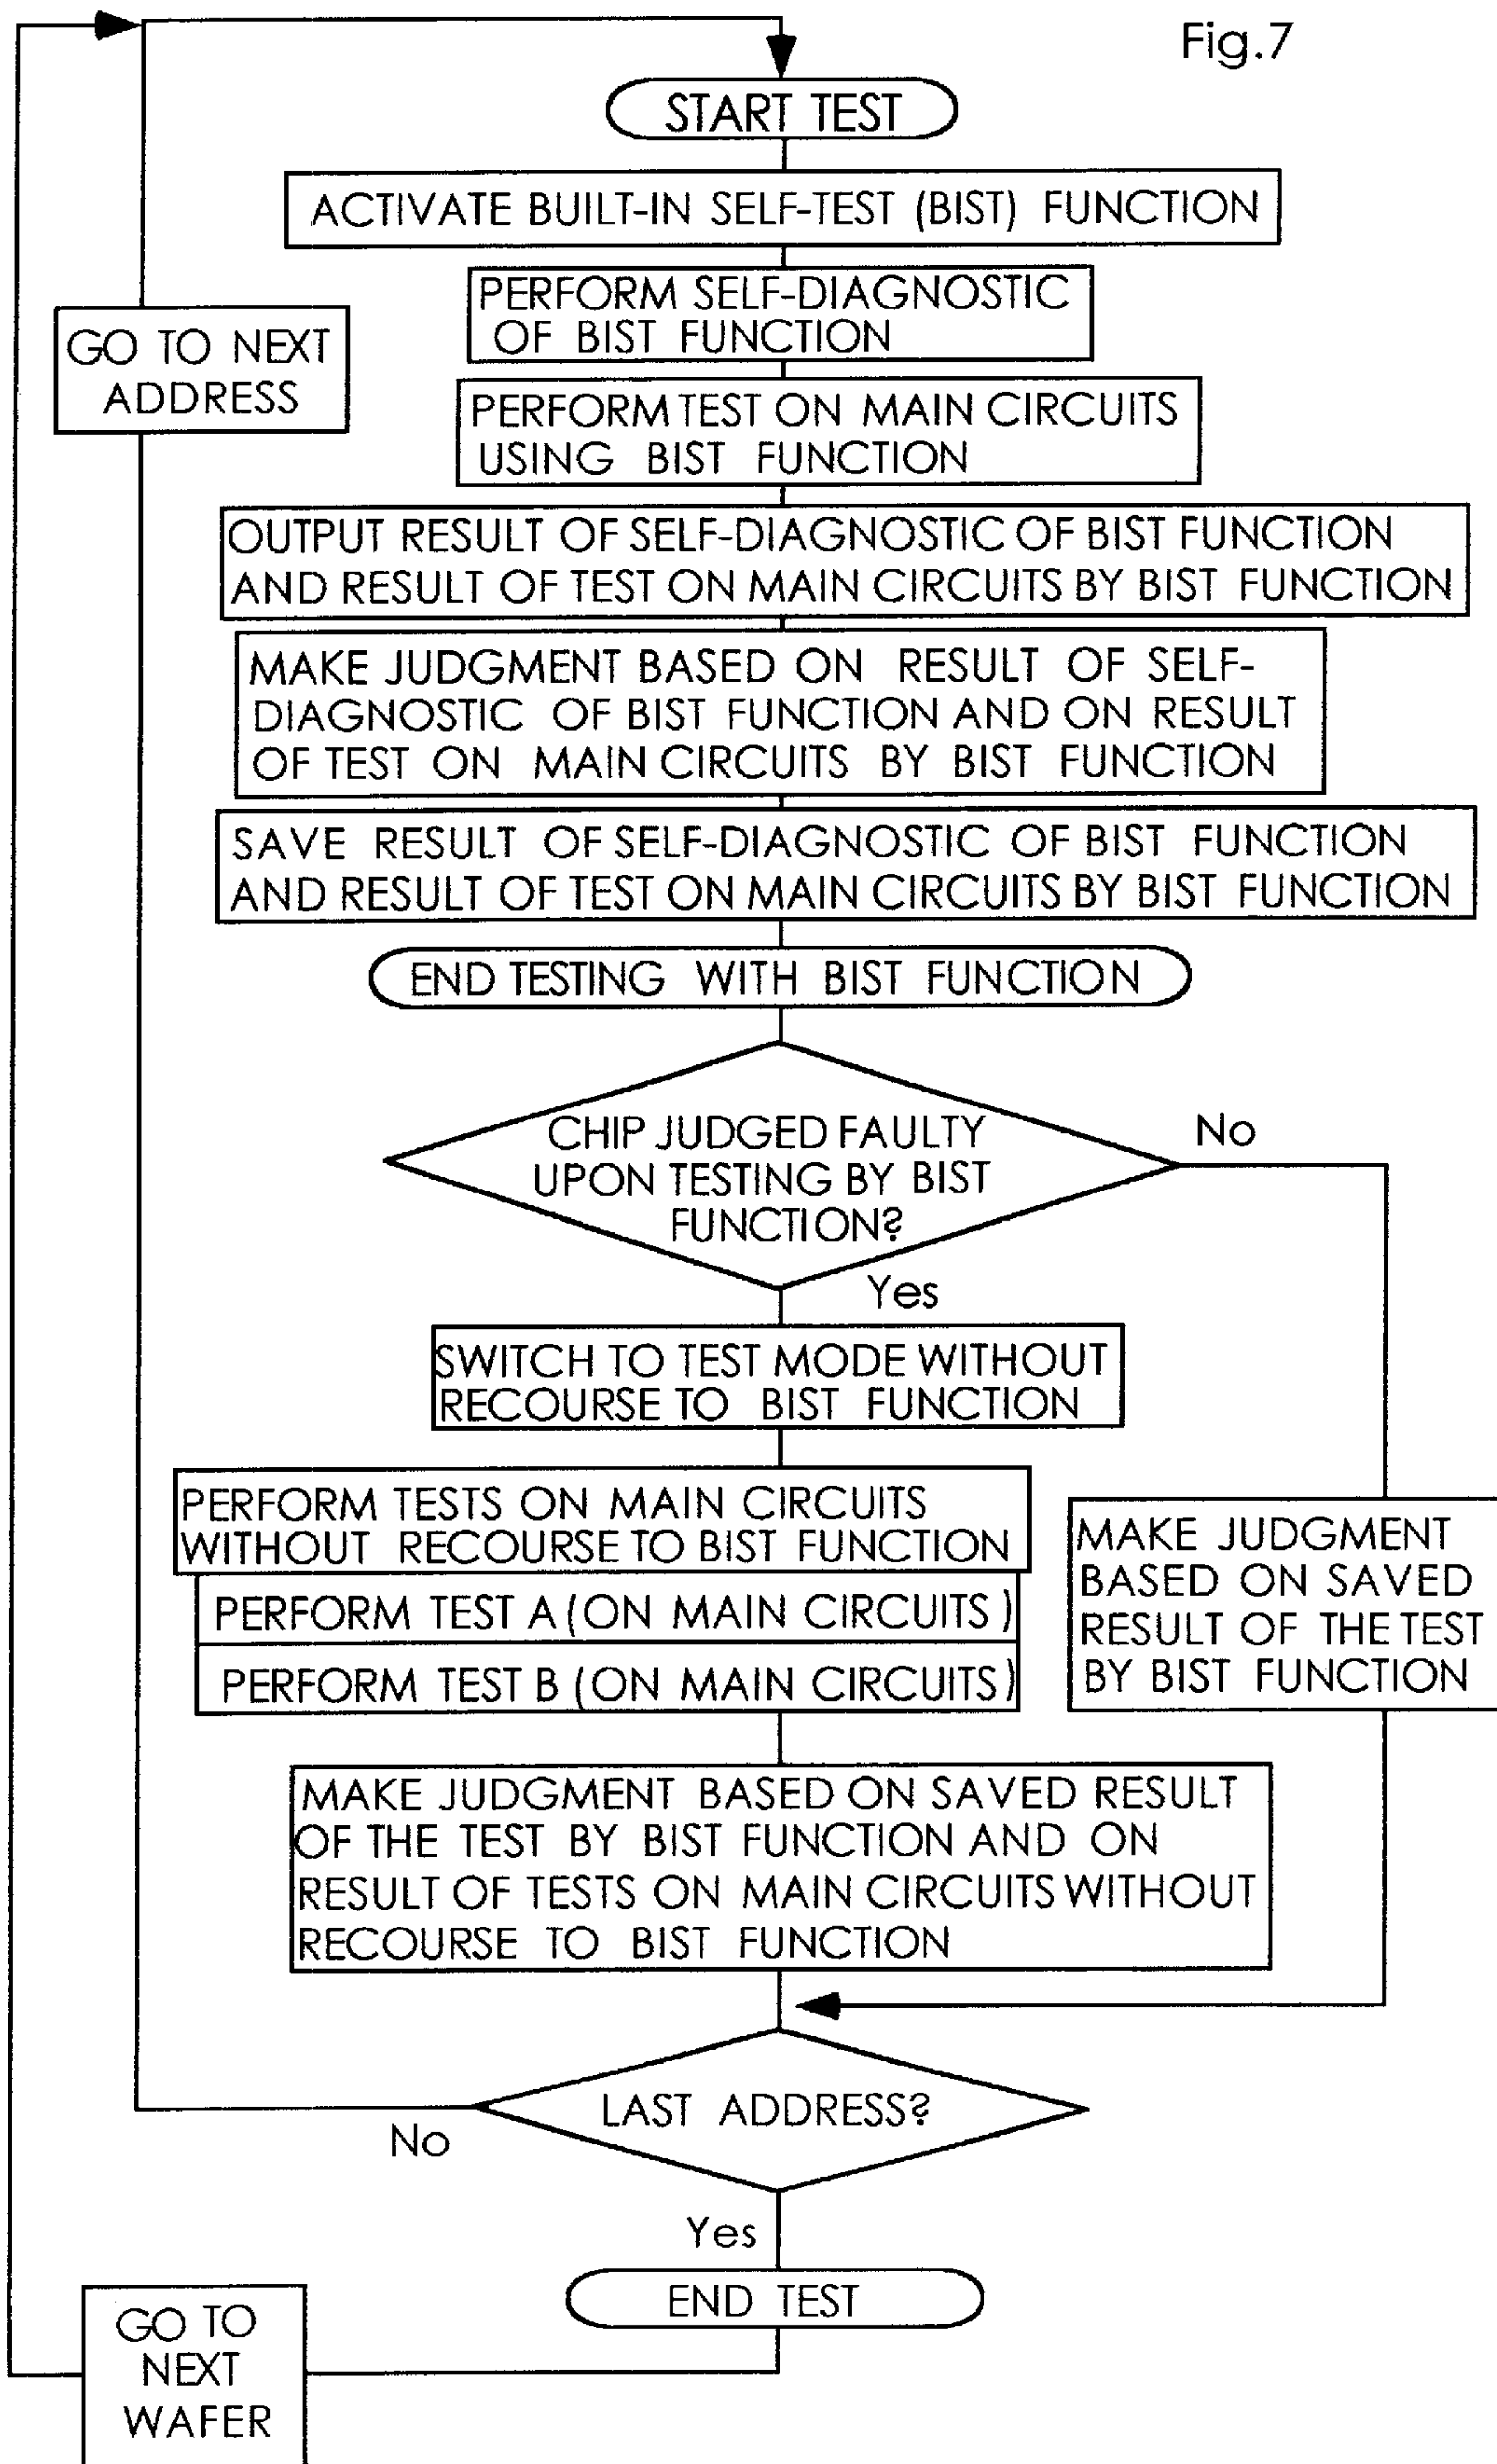 Fig.7
START TEST
ACTIVATE BUILT-IN SELF-TEST (BIST) FUNCTION
PERFORM SELF-DIAGNOSTIC
OF BIST FUNCTION
GO TO NEXT
ADDRESS
PERFORM TEST ON MAIN CIRCUITS
USING BIST FUNCTION
OUTPUT RESULT OF SELF-DIAGNOSTIC OF BIST FUNCTION
AND RESULT OF TEST ON MAIN CIRCUITS BY BIST FUNCTION
MAKE JUDGMENT BASED ON RESULT OF SELF-
DIAGNOSTIC OF BIST FUNCTION AND ON RESULT
OF TEST ON MAIN CIRCUITS BY BIST FUNCTION
SAVE RESULT OF SELF-DIAGNOSTIC OF BIST FUNCTION
AND RESULT OF TEST ON MAIN CIRCUITS BY BIST FUNCTION
END TESTING WITH BIST FUNCTION
CHIP JUDGED FAULTY
UPON TESTING BY BIST
FUNCTION?
No
Yes
SWITCH TO TEST MODE WITHOUT
RECOURSE TO BIST FUNCTION
PERFORM TESTS ON MAIN CIRCUITS
WITHOUT RECOURSE TO BIST FUNCTION
PERFORM TEST A (ON MAIN CIRCUITS)
PERFORM TEST B (ON MAIN CIRCUITS)
MAKE JUDGMENT
BASED ON SAVED
RESULT OF THE TEST
BY BIST FUNCTION
MAKE JUDGMENT BASED ON SAVED RESULT
OF THE TEST BY BIST FUNCTION AND ON
RESULT OF TESTS ON MAIN CIRCUITS WITHOUT
RECOURSE TO BIST FUNCTION
LAST ADDRESS?
No
Yes
END TEST
GO TO
NEXT
WAFER